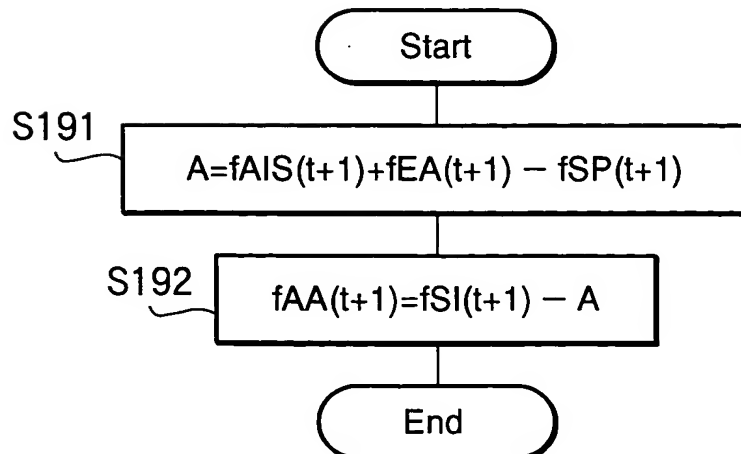 Start
S191
A=fAIS(t+1)+fEA(t+1) – fSP(t+1)
S192
fAA(t+1)=fSI(t+1) – A
End